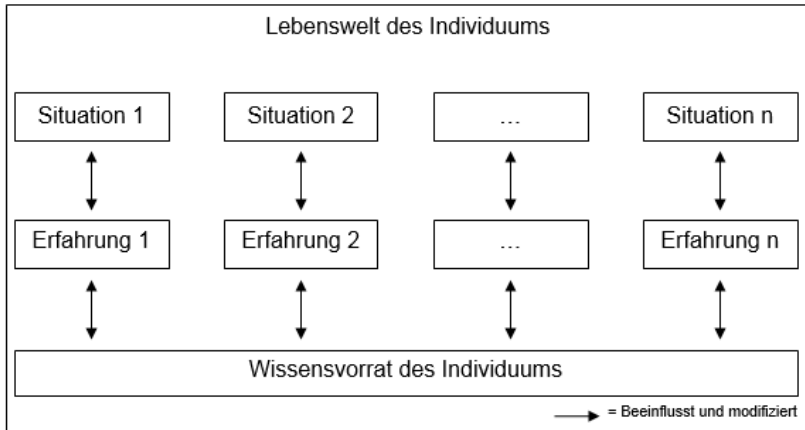 Lebenswelt des Individuums
Situation 1
Situation 2
...
Situation n
Erfahrung 1
Erfahrung 2
...
Erfahrung n
Wissensvorrat des Individuums
= Beeinflusst und modifiziert